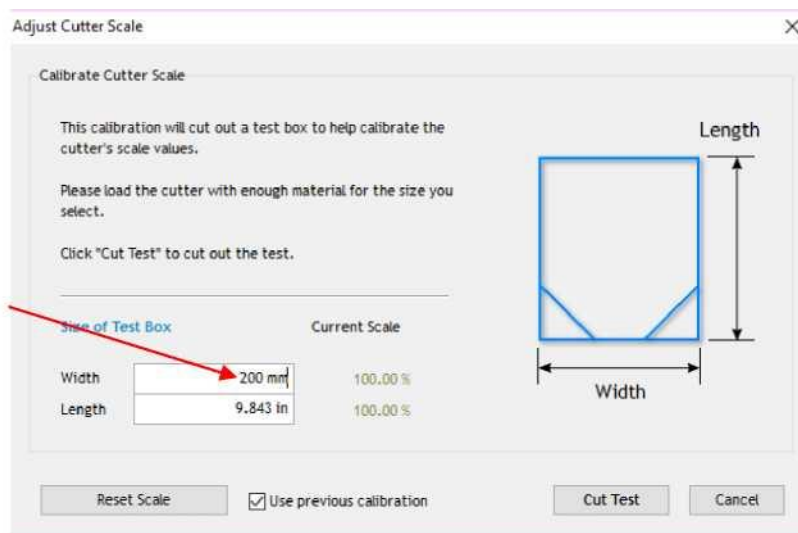 Adjust Cutter Scale
Calibrate Cutter Scale
This calibration will cut out a test box to help calibrate the
cutter's scale values.
Please load the cutter with enough material for the size you
select.
Click "Cut Test" to cut out the test.
Length
Size of Test Box Current Scale
Width 200 mm 100.00 %
Length 9.843 in 100.00 %
Width
Reset Scale Use previous calibration Cut Test Cancel